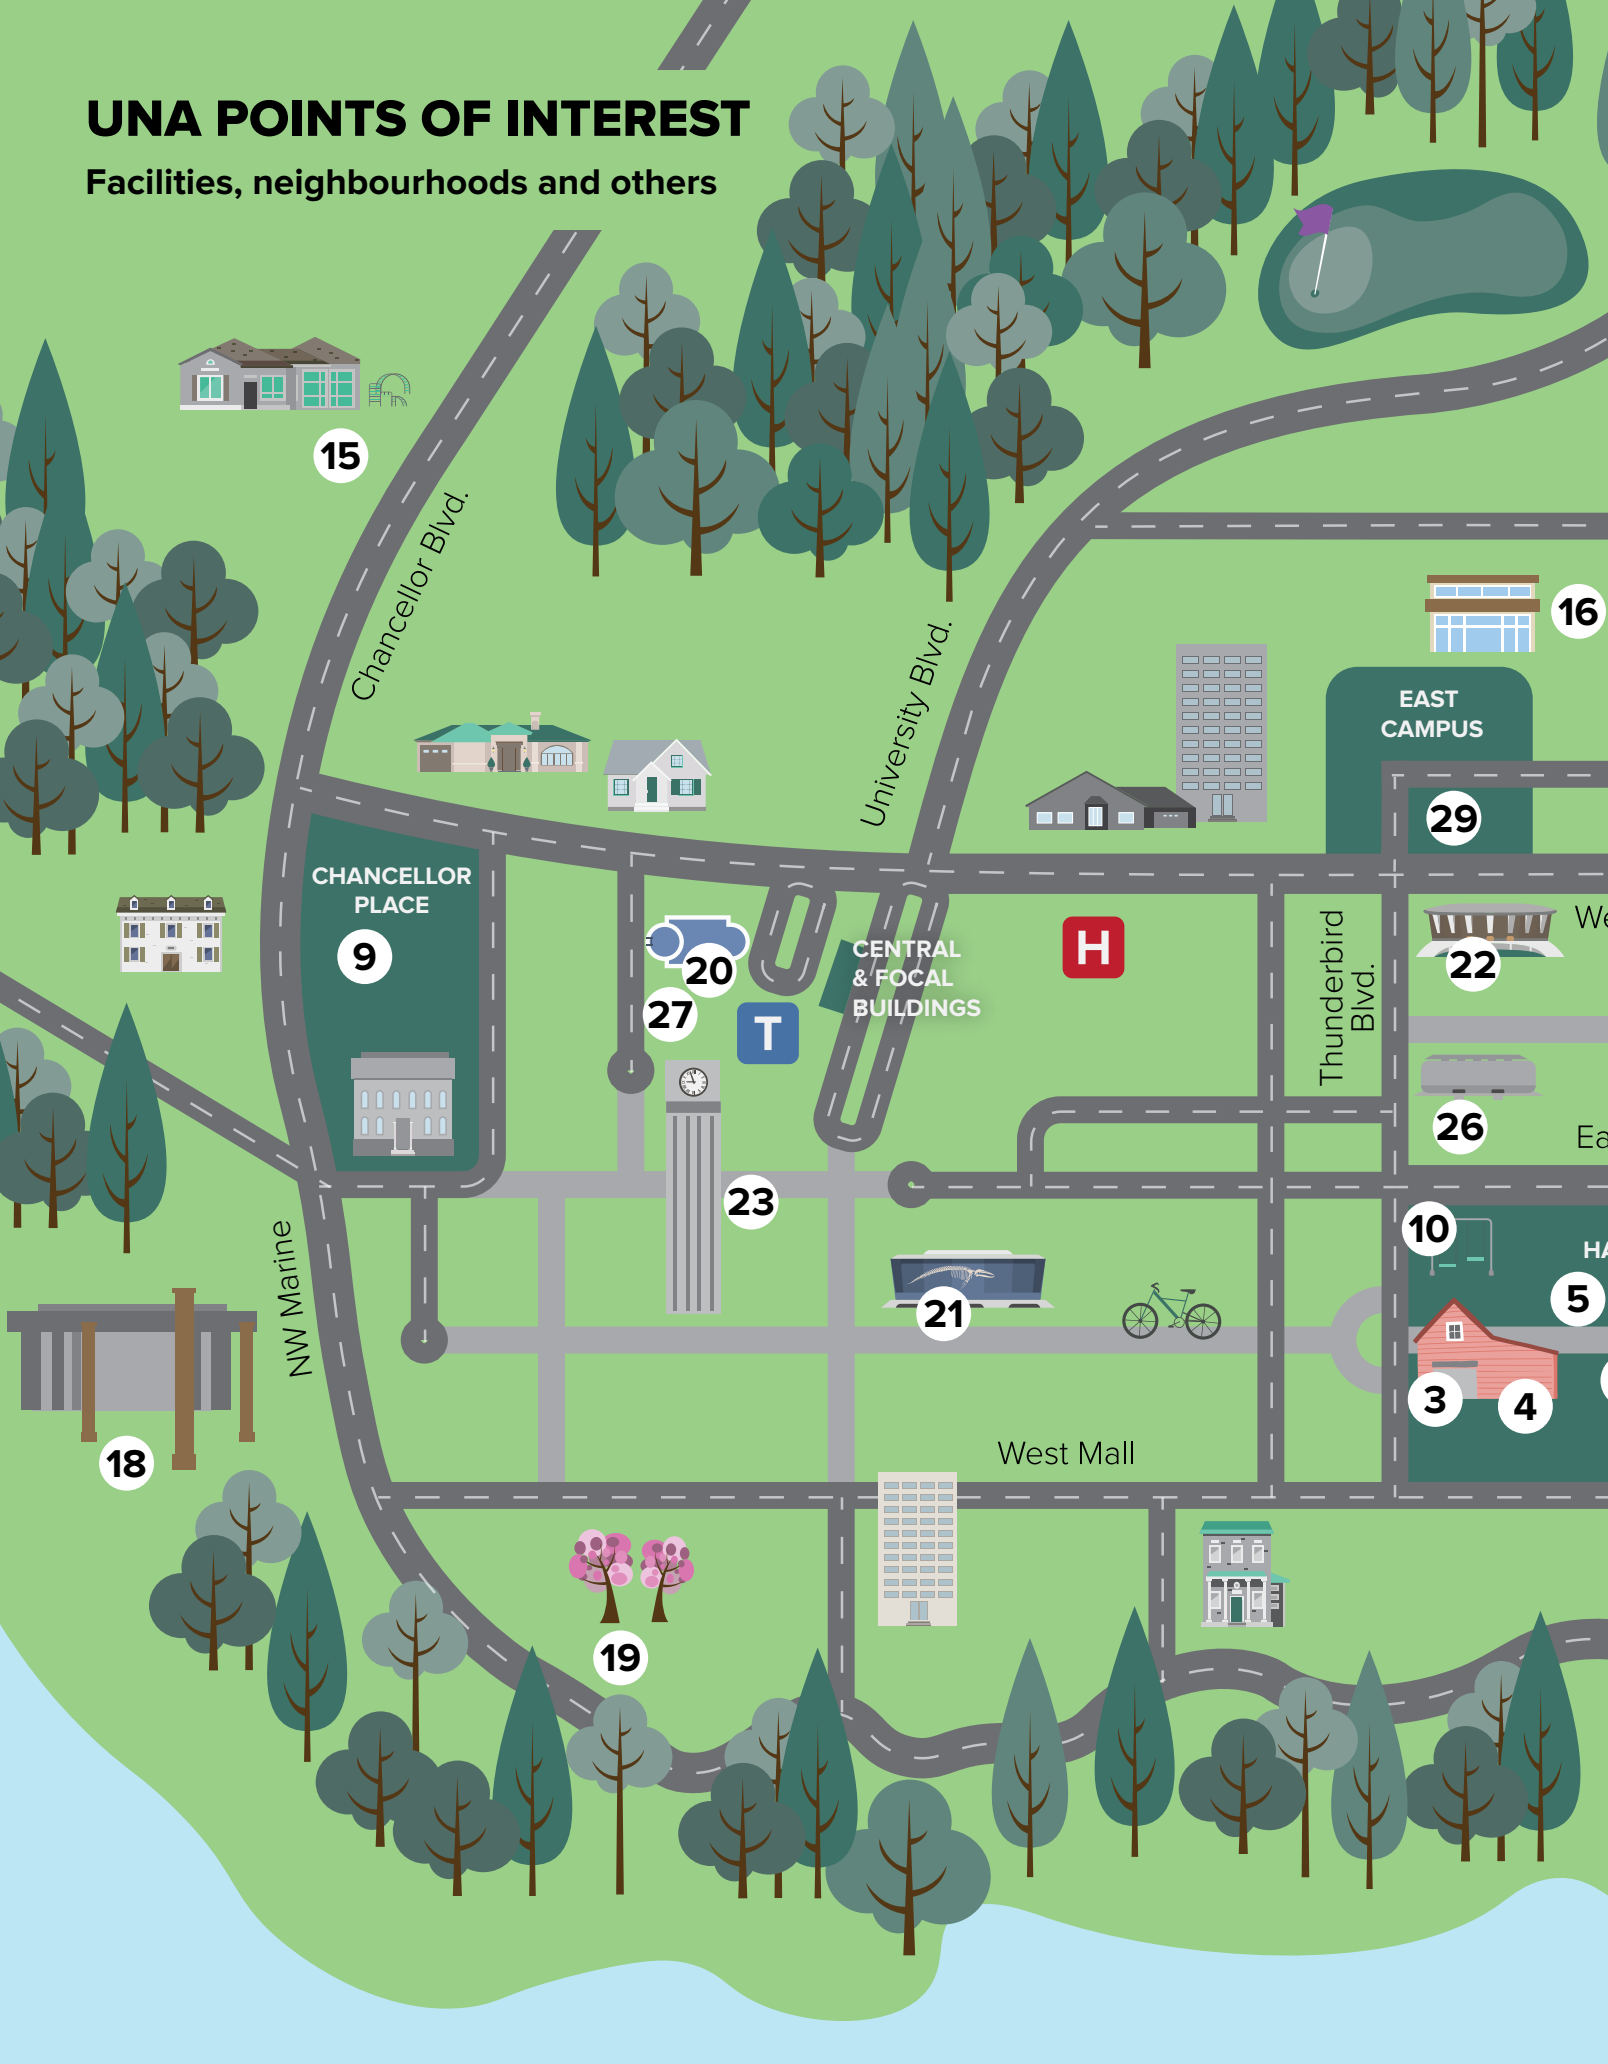 UNA POINTS OF INTEREST
Facilities, neighbourhoods and others
15
Chancellor Blvd.
16
University Blvd.
EAST
CAMPUS
29
CHANCELLOR
PLACE
9
20
27
T
CENTRAL
& FOCAL
BUILDINGS
H
Thunderbird
Blvd.
22
26
23
NW Marine
10
5
21
3
4
18
West Mall
19